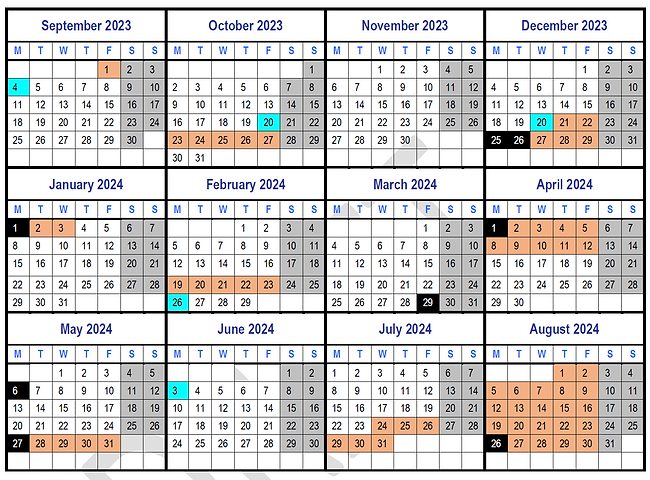 September 2023
M T W T F S S
1 2 3
4 5 6 7 8 9 10
11 12 13 14 15 16 17
18 19 20 21 22 23 24
25 26 27 28 29 30
October 2023
M T W T F S S
1
2 3 4 5 6 7 8
9 10 11 12 13 14 15
16 17 18 19 20 21 22
23 24 25 26 27 28 29
30 31
November 2023
M T W T F S S
1 2 3 4 5
6 7 8 9 10 11 12
13 14 15 16 17 18 19
20 21 22 23 24 25 26
27 28 29 30
December 2023
M T W T F S S
1 2 3
4 5 6 7 8 9 10
11 12 13 14 15 16 17
18 19 20 21 22 23 24
25 26 27 28 29 30 31
January 2024
M T W T F S S
1 2 3 4 5 6 7
8 9 10 11 12 13 14
15 16 17 18 19 20 21
22 23 24 25 26 27 28
29 30 31
February 2024
M T W T F S S
1 2 3 4
5 6 7 8 9 10 11
12 13 14 15 16 17 18
19 20 21 22 23 24 25
26 27 28 29
March 2024
M T W T F S S
1 2 3
4 5 6 7 8 9 10
11 12 13 14 15 16 17
18 19 20 21 22 23 24
25 26 27 28 29 30 31
April 2024
M T W T F S S
1 2 3 4 5 6 7
8 9 10 11 12 13 14
15 16 17 18 19 20 21
22 23 24 25 26 27 28
29 30
May 2024
M T W T F S S
1 2 3 4 5
6 7 8 9 10 11 12
13 14 15 16 17 18 19
20 21 22 23 24 25 26
27 28 29 30 31
June 2024
M T W T F S S
1 2
3 4 5 6 7 8 9
10 11 12 13 14 15 16
17 18 19 20 21 22 23
24 25 26 27 28 29 30
July 2024
M T W T F S S
1 2 3 4 5 6 7
8 9 10 11 12 13 14
15 16 17 18 19 20 21
22 23 24 25 26 27 28
29 30 31
August 2024
M T W T F S S
1 2 3 4
5 6 7 8 9 10 11
12 13 14 15 16 17 18
19 20 21 22 23 24 25
26 27 28 29 30 31